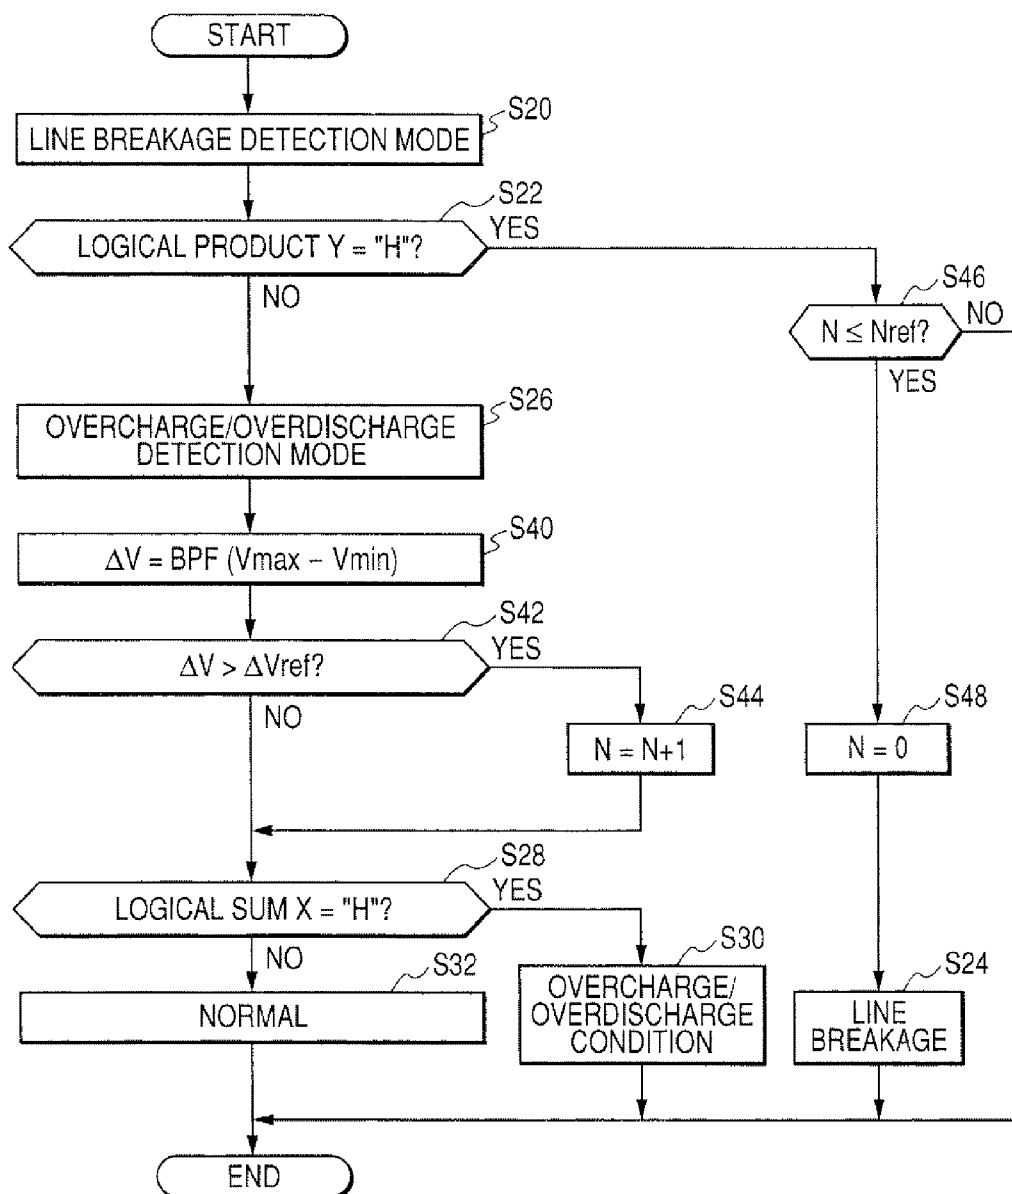 START
S20
LINE BREAKAGE DETECTION MODE
S22
LOGICAL PRODUCT Y = "H"?
YES
NO
S46
N ≤ Nref?
NO
YES
S26
OVERCHARGE/OVERDISCHARGE
DETECTION MODE
S40
ΔV = BPF (Vmax – Vmin)
S42
ΔV > ΔVref?
YES
NO
S44
N = N+1
S48
N = 0
S28
LOGICAL SUM X = "H"?
YES
NO
S32
NORMAL
S30
OVERCHARGE/
OVERDISCHARGE
CONDITION
S24
LINE
BREAKAGE
END